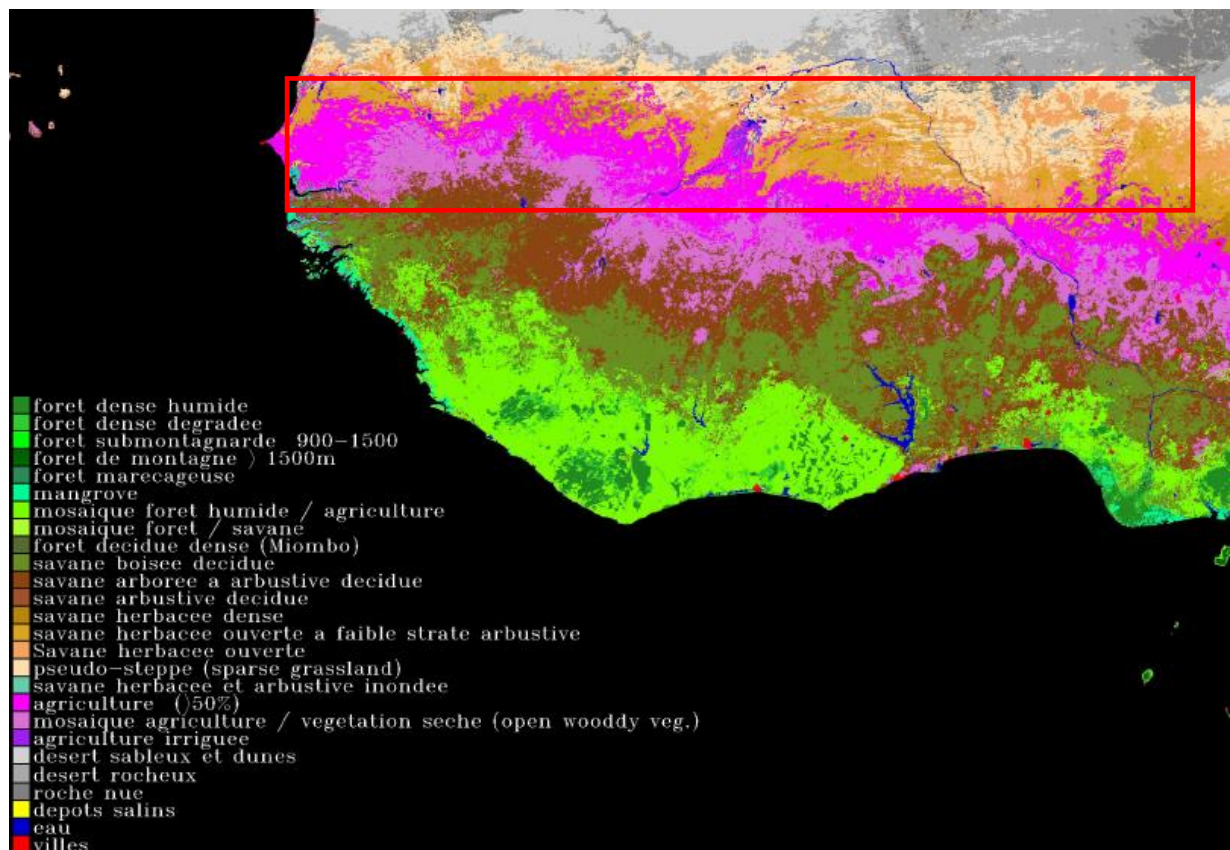 foret dense humide
foret dense degradee
foret submontagnarde 900-1500
foret de montagne > 1500m
foret marecageuse
mangrove
mosaique foret humide / agriculture
mosaique foret / savane
foret decidue dense (Miombo)
savane boisee decidue
savane arboree a arbustive decidue
savane arbustive decidue
savane herbacee dense
savane herbacee ouverte a faible strate arbustive
Savane herbacee ouverte
pseudo-steppe (sparse grassland)
savane herbacee et arbustive inondee
agriculture (>50%)
mosaique agriculture / vegetation seche (open wooddy veg.)
agriculture irriguee
desert sableux et dunes
desert rocheux
roche nue
depots salins
eau
villes